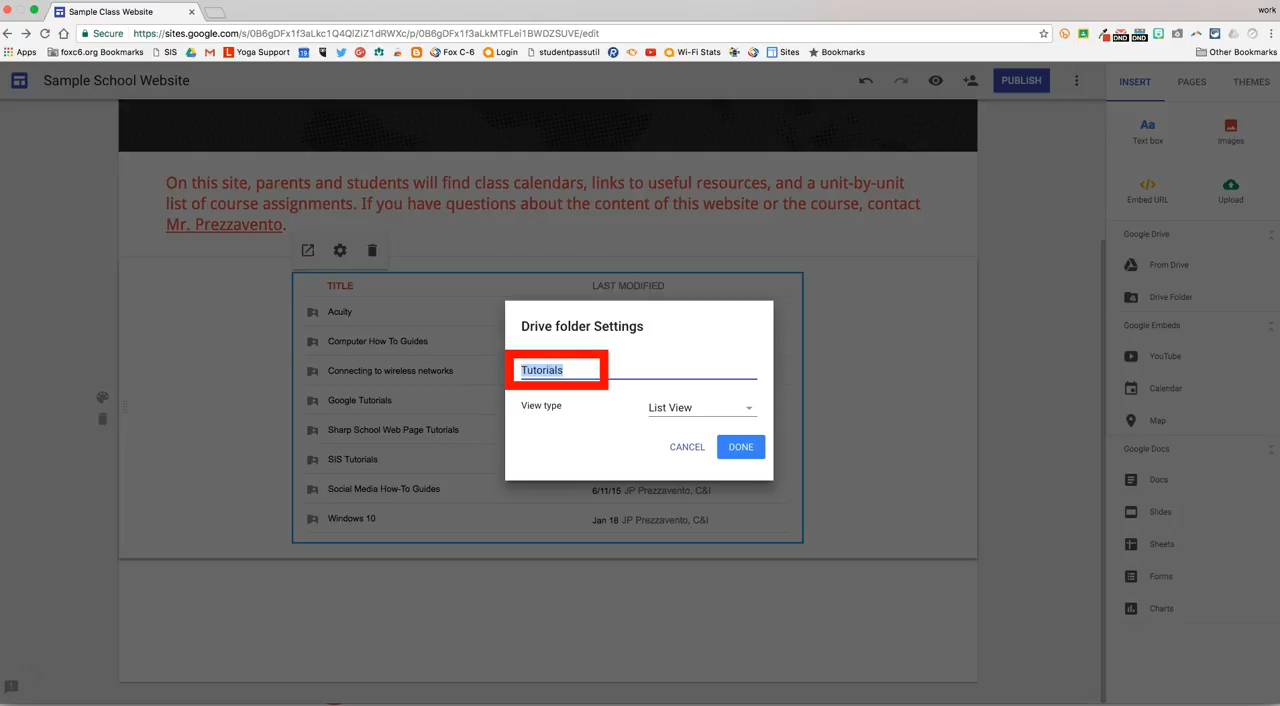 Sample Class Website
work
Secure https://sites.google.com/s/0B6gDFx1f3aLkc1Q4QlZIZ1dRWXc/p/0B6gDFx1f3aLkMTFLei1BWDZSUVE/edit
Apps foxc6.org Bookmarks SIS Yoga Support 19 Fox C-6 Login studentpassutil Wi-Fi Stats Sites Bookmarks Other Bookmarks
DND DND
Sample School Website
PUBLISH
INSERT PAGES THEMES
Aa
Text box Images
Embed URL Upload
On this site, parents and students will find class calendars, links to useful resources, and a unit-by-unit
list of course assignments. If you have questions about the content of this website or the course, contact
Mr. Prezzavento.
TITLE LAST MODIFIED
Acuity
Computer How To Guides
Connecting to wireless networks
Google Tutorials
Sharp School Web Page Tutorials
SIS Tutorials
Social Media How-To Guides 6/11/15 JP Prezzavento, C&I
Windows 10 Jan 18 JP Prezzavento, C&I
Drive folder Settings
Tutorials
View type List View
CANCEL DONE
Google Drive
From Drive
Drive Folder
Google Embeds
YouTube
Calendar
Map
Google Docs
Docs
Slides
Sheets
Forms
Charts